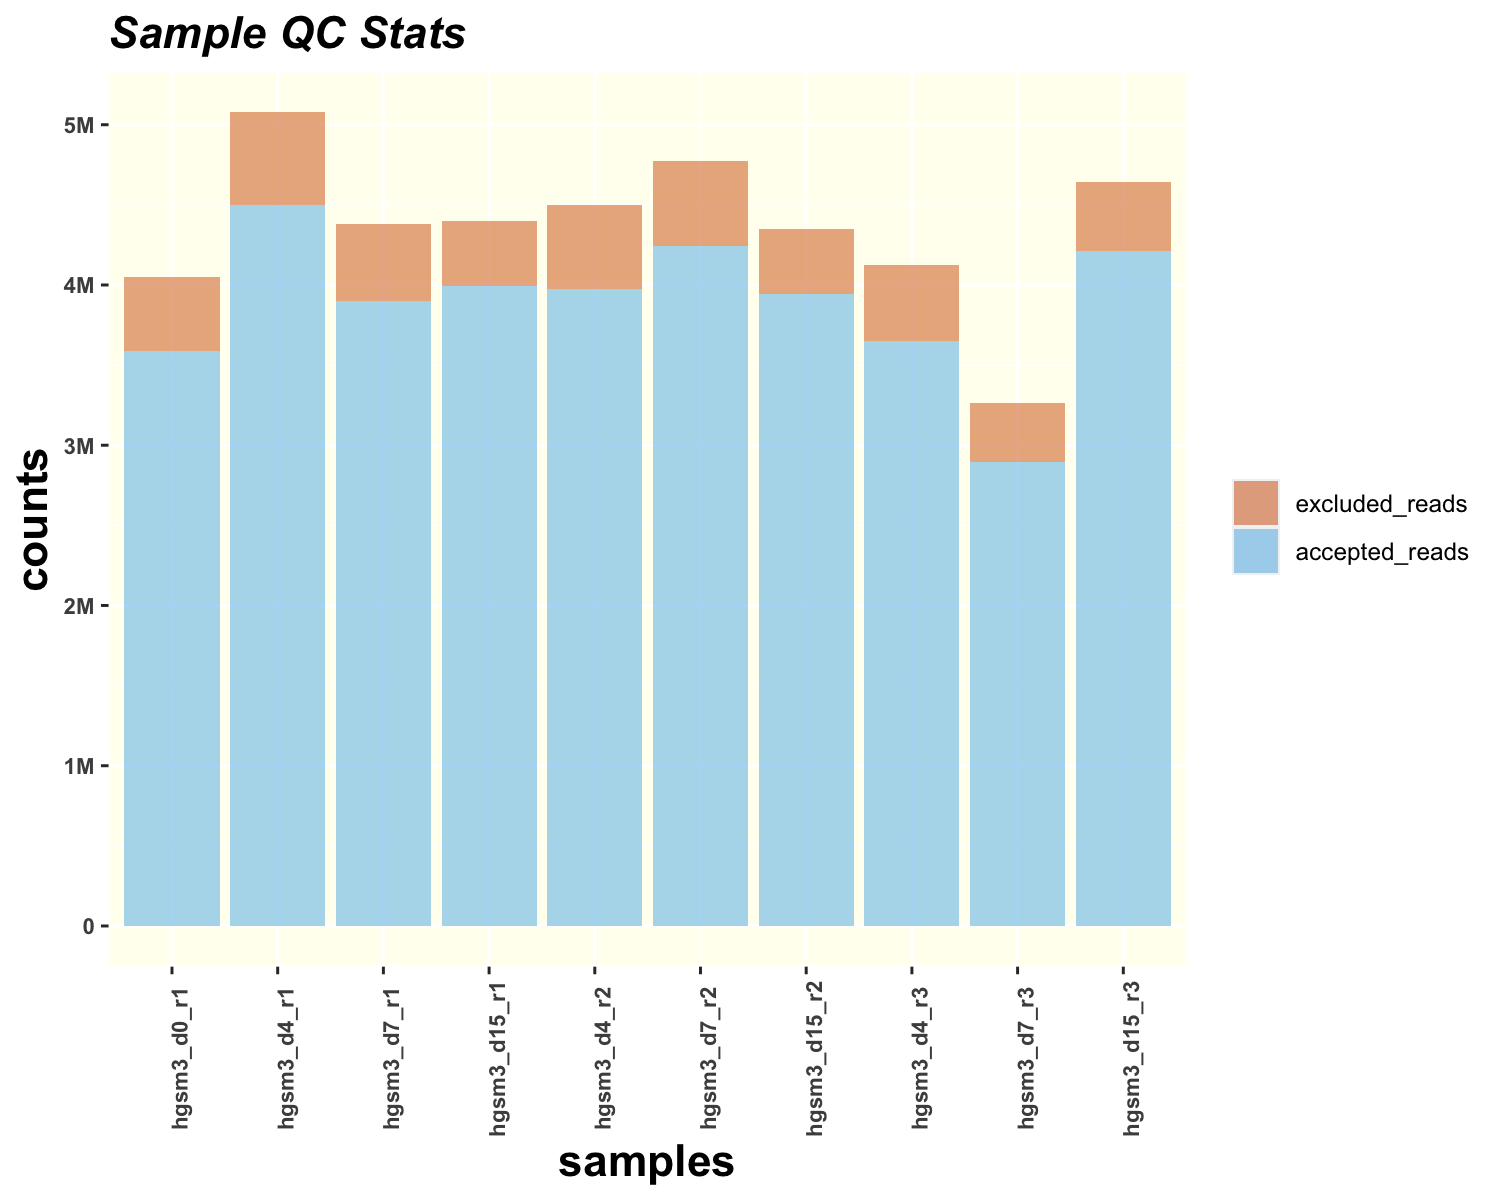 Sample QC Stats
5M
4M
3M
2M
1M
0
counts
hgsm3_d0_r1
hgsm3_d4_r1
hgsm3_d7_r1
hgsm3_d15_r1
hgsm3_d4_r2
hgsm3_d7_r2
hgsm3_d15_r2
hgsm3_d4_r3
hgsm3_d7_r3
hgsm3_d15_r3
samples
excluded_reads
accepted_reads